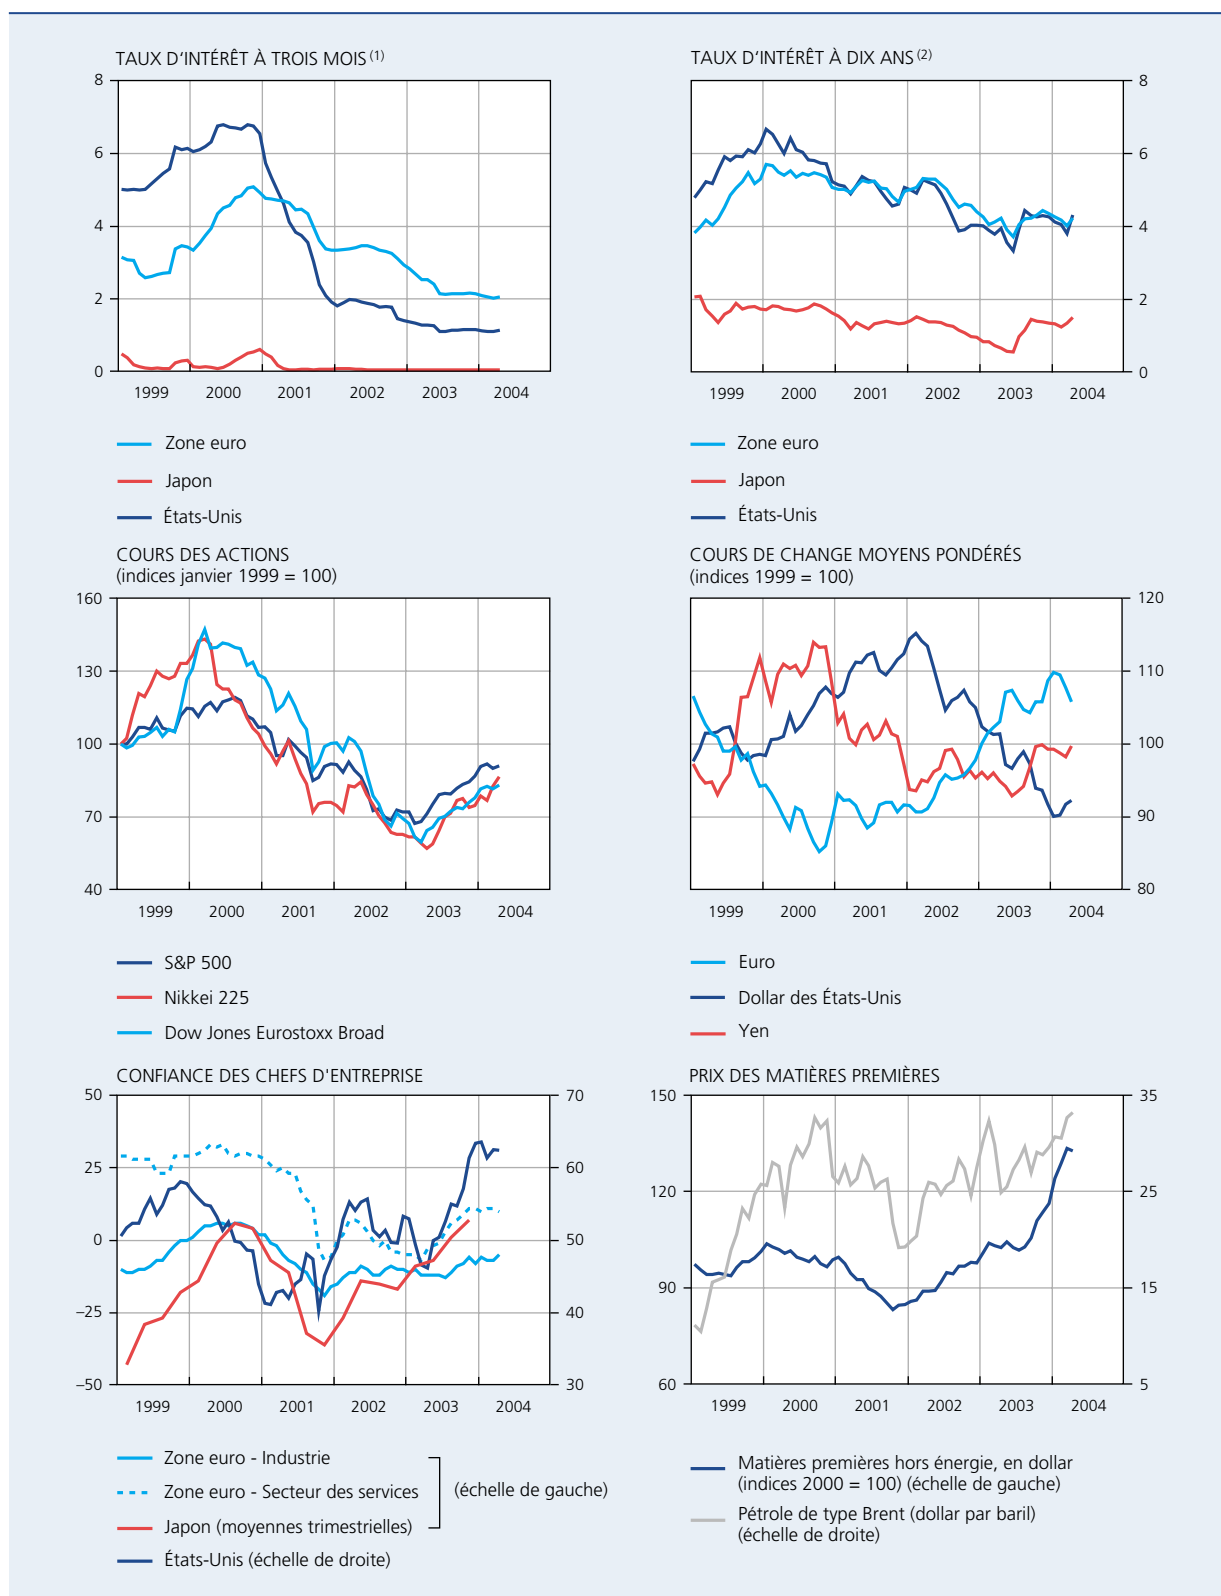 TAUX D'INTÉRÊT À TROIS MOIS (1)
8
6
4
2
0
1999 2000 2001 2002 2003 2004
Zone euro
Japon
États-Unis
TAUX D'INTÉRÊT À DIX ANS (2)
8
6
4
2
0
1999 2000 2001 2002 2003 2004
Zone euro
Japon
États-Unis
COURS DES ACTIONS
(indices janvier 1999 = 100)
160
130
100
70
40
1999 2000 2001 2002 2003 2004
S&P 500
Nikkei 225
Dow Jones Eurostoxx Broad
COURS DE CHANGE MOYENS PONDÉRÉS
(indices 1999 = 100)
120
110
100
90
80
1999 2000 2001 2002 2003 2004
Euro
Dollar des États-Unis
Yen
CONFIANCE DES CHEFS D'ENTREPRISE
50 70
25 60
0 50
–25 40
–50 30
1999 2000 2001 2002 2003 2004
Zone euro - Industrie
Zone euro - Secteur des services
(échelle de gauche)
Japon (moyennes trimestrielles)
États-Unis (échelle de droite)
PRIX DES MATIÈRES PREMIÈRES
150 35
120 25
90 15
60 5
1999 2000 2001 2002 2003 2004
Matières premières hors énergie, en dollar
(indices 2000 = 100) (échelle de gauche)
Pétrole de type Brent (dollar par baril)
(échelle de droite)